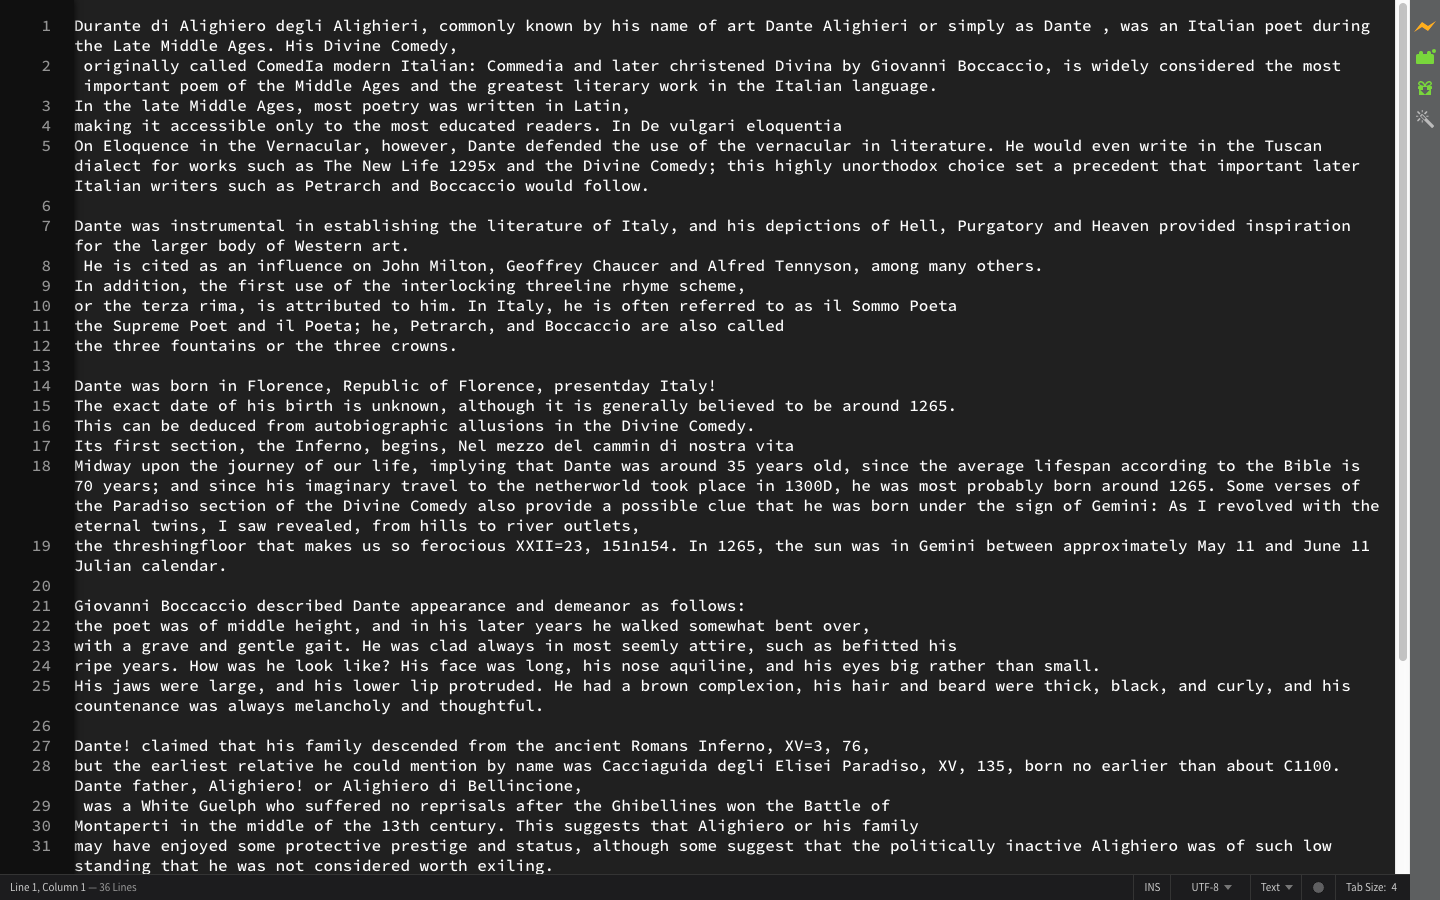 1 Durante di Alighiero degli Alighieri, commonly known by his name of art Dante Alighieri or simply as Dante , was an Italian poet during
the Late Middle Ages. His Divine Comedy,
2 originally called ComedIa modern Italian: Commedia and later christened Divina by Giovanni Boccaccio, is widely considered the most
important poem of the Middle Ages and the greatest literary work in the Italian language.
3 In the late Middle Ages, most poetry was written in Latin,
4 making it accessible only to the most educated readers. In De vulgari eloquentia
5 On Eloquence in the Vernacular, however, Dante defended the use of the vernacular in literature. He would even write in the Tuscan
dialect for works such as The New Life 1295x and the Divine Comedy; this highly unorthodox choice set a precedent that important later
Italian writers such as Petrarch and Boccaccio would follow.
6
7 Dante was instrumental in establishing the literature of Italy, and his depictions of Hell, Purgatory and Heaven provided inspiration
for the larger body of Western art.
8 He is cited as an influence on John Milton, Geoffrey Chaucer and Alfred Tennyson, among many others.
9 In addition, the first use of the interlocking threeline rhyme scheme,
10 or the terza rima, is attributed to him. In Italy, he is often referred to as il Sommo Poeta
11 the Supreme Poet and il Poeta; he, Petrarch, and Boccaccio are also called
12 the three fountains or the three crowns.
13
14 Dante was born in Florence, Republic of Florence, presentday Italy!
15 The exact date of his birth is unknown, although it is generally believed to be around 1265.
16 This can be deduced from autobiographic allusions in the Divine Comedy.
17 Its first section, the Inferno, begins, Nel mezzo del cammin di nostra vita
18 Midway upon the journey of our life, implying that Dante was around 35 years old, since the average lifespan according to the Bible is
70 years; and since his imaginary travel to the netherworld took place in 1300D, he was most probably born around 1265. Some verses of
the Paradiso section of the Divine Comedy also provide a possible clue that he was born under the sign of Gemini: As I revolved with the
eternal twins, I saw revealed, from hills to river outlets,
19 the threshingfloor that makes us so ferocious XXII=23, 151n154. In 1265, the sun was in Gemini between approximately May 11 and June 11
Julian calendar.
20
21 Giovanni Boccaccio described Dante appearance and demeanor as follows:
22 the poet was of middle height, and in his later years he walked somewhat bent over,
23 with a grave and gentle gait. He was clad always in most seemly attire, such as befitted his
24 ripe years. How was he look like? His face was long, his nose aquiline, and his eyes big rather than small.
25 His jaws were large, and his lower lip protruded. He had a brown complexion, his hair and beard were thick, black, and curly, and his
countenance was always melancholy and thoughtful.
26
27 Dante! claimed that his family descended from the ancient Romans Inferno, XV=3, 76,
28 but the earliest relative he could mention by name was Cacciaguida degli Elisei Paradiso, XV, 135, born no earlier than about C1100.
Dante father, Alighiero! or Alighiero di Bellincione,
29 was a White Guelph who suffered no reprisals after the Ghibellines won the Battle of
30 Montaperti in the middle of the 13th century. This suggests that Alighiero or his family
31 may have enjoyed some protective prestige and status, although some suggest that the politically inactive Alighiero was of such low
standing that he was not considered worth exiling.
Line 1, Column 1 — 36 Lines INS UTF-8 Text Tab Size: 4